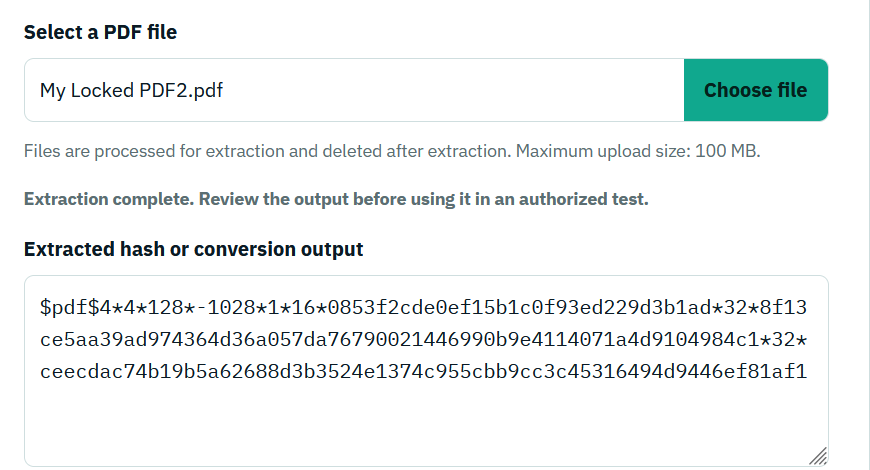 Select a PDF file
My Locked PDF2.pdf
Choose file
Files are processed for extraction and deleted after extraction. Maximum upload size: 100 MB.
Extraction complete. Review the output before using it in an authorized test.
Extracted hash or conversion output
$pdf$4*4*128*-1028*1*16*0853f2cde0ef15b1c0f93ed229d3b1ad*32*8f13
ce5aa39ad974364d36a057da76790021446990b9e4114071a4d9104984c1*32*
ceecdac74b19b5a62688d3b3524e1374c955cbb9cc3c45316494d9446ef81af1